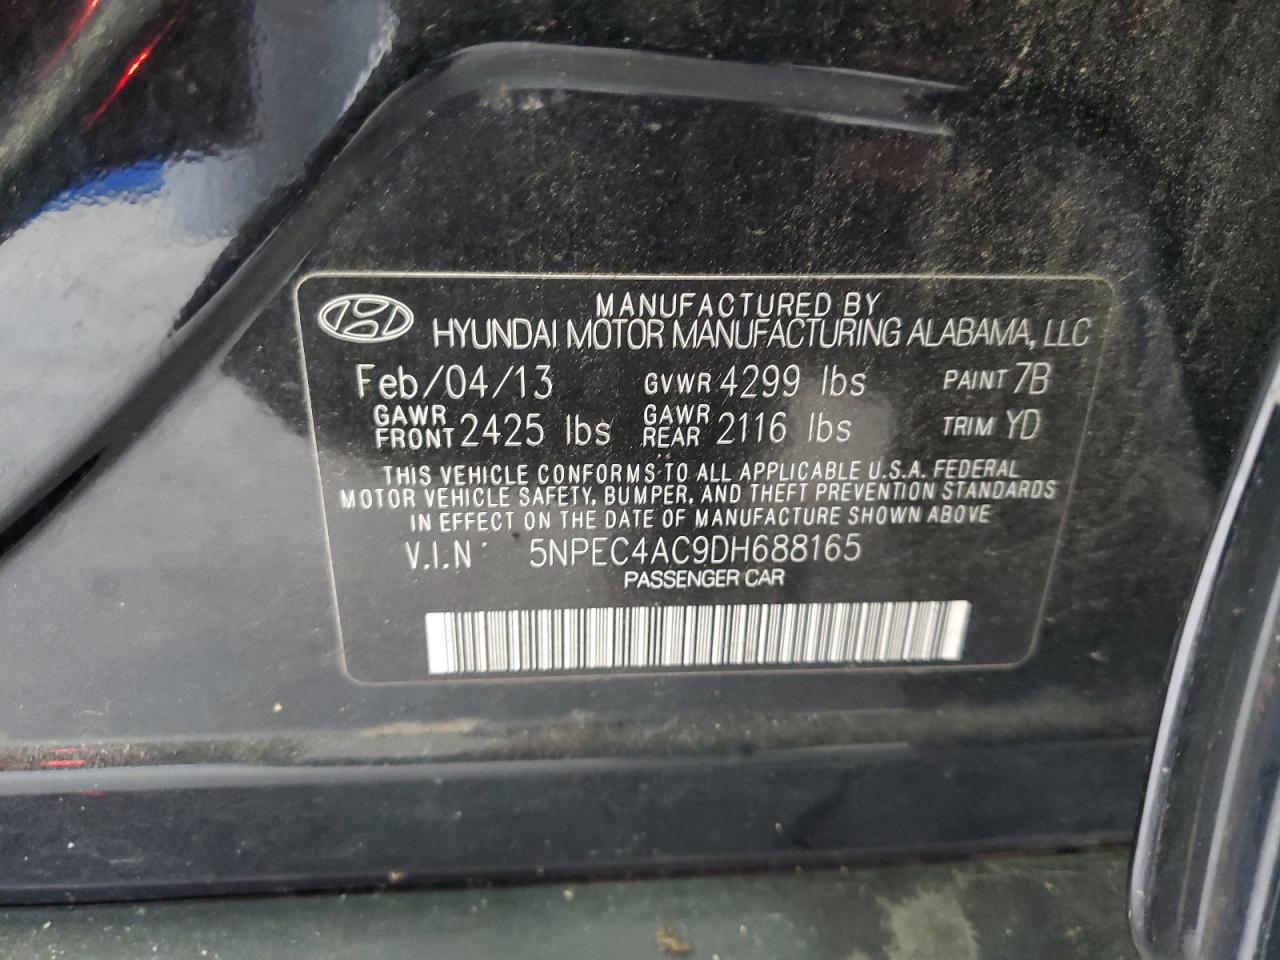 MANUFACTURED BY
HYUNDAI MOTOR MANUFACTURING ALABAMA, LLC
Feb/04/13 GVWR 4299 lbs PAINT 7B
GAWR FRONT 2425 lbs GAWR REAR 2116 lbs TRIM YD
THIS VEHICLE CONFORMS TO ALL APPLICABLE U.S.A. FEDERAL
MOTOR VEHICLE SAFETY, BUMPER, AND THEFT PREVENTION STANDARDS
IN EFFECT ON THE DATE OF MANUFACTURE SHOWN ABOVE
V.I.N 5NPEC4AC9DH688165
PASSENGER CAR